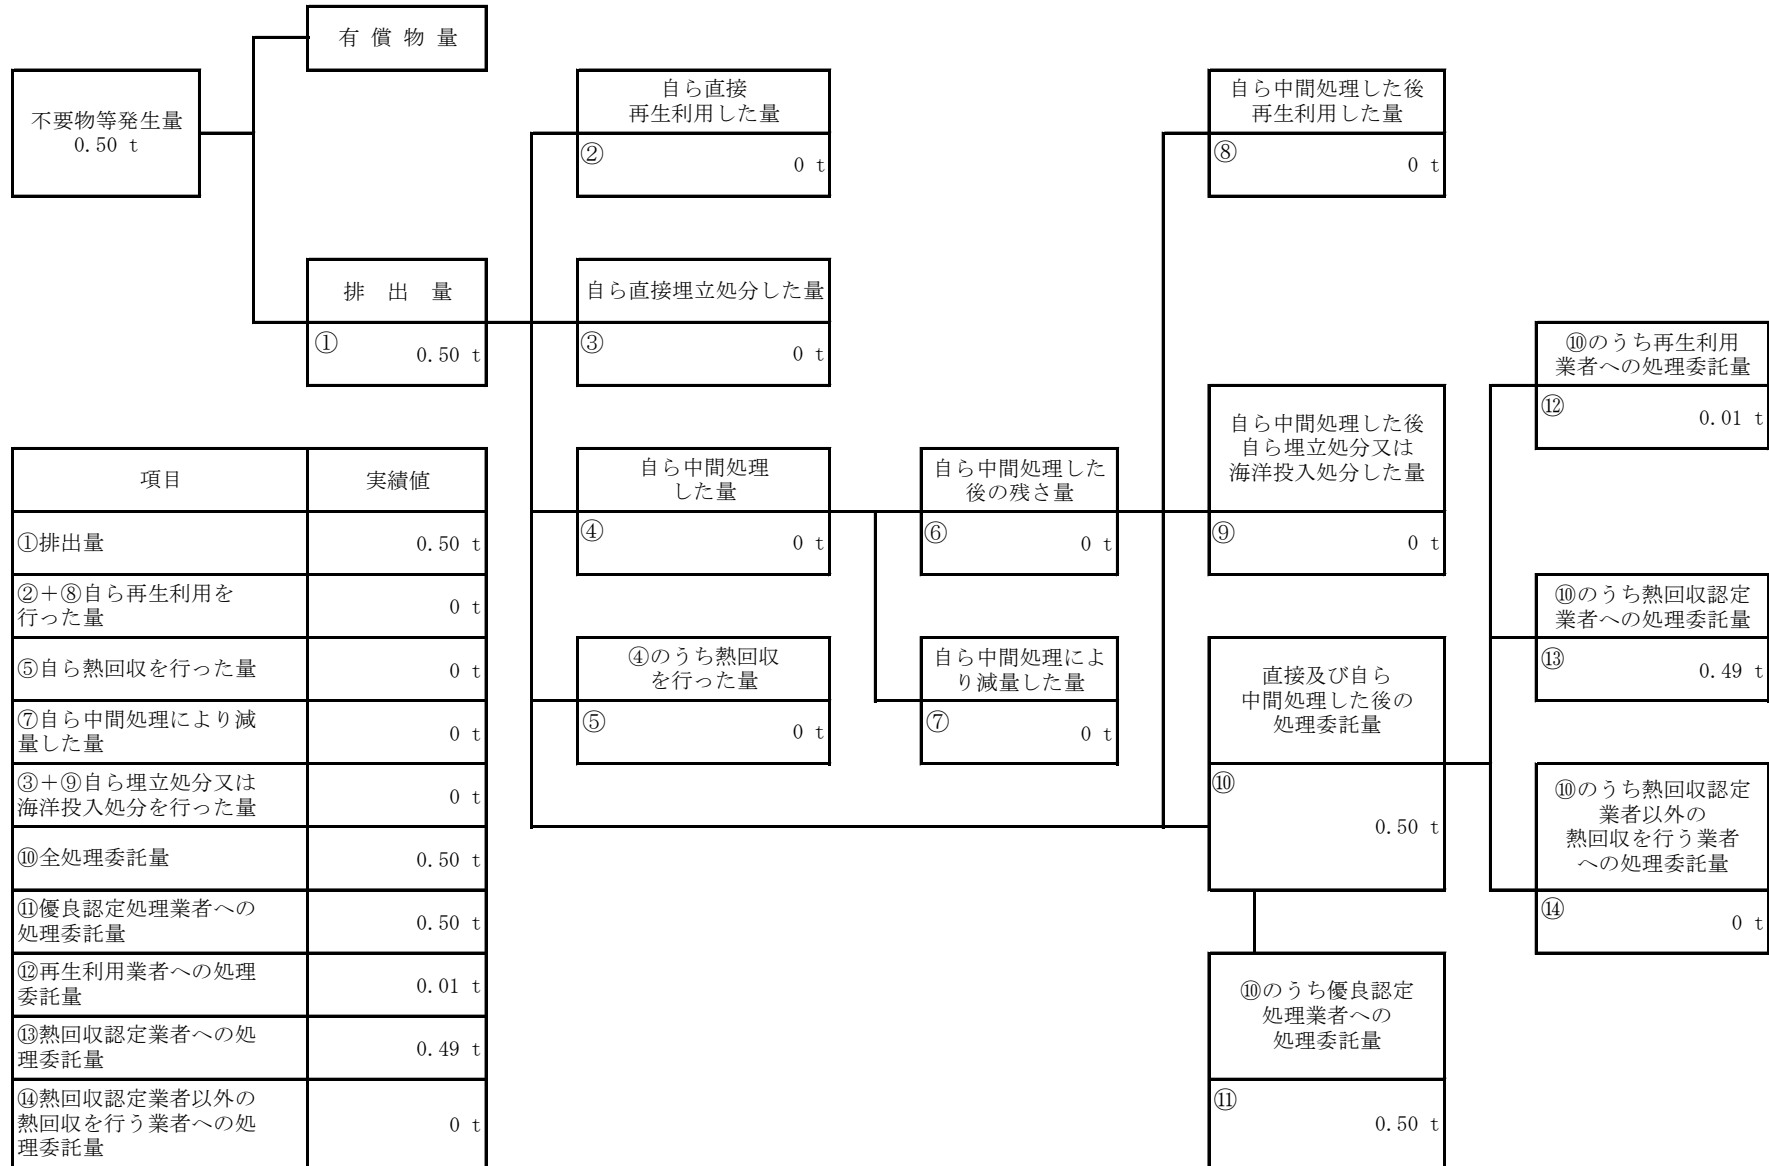 有 償 物 量
不要物等発生量
0.50 t
自ら直接
再生利用した量
②
0 t
自ら中間処理した後
再生利用した量
⑧
0 t
排 出 量
①
0.50 t
自ら直接埋立処分した量
③
0 t
⑩のうち再生利用
業者への処理委託量
⑫
0.01 t
自ら中間処理
した量
④
0 t
自ら中間処理した
後の残さ量
⑥
0 t
自ら中間処理した後
自ら埋立処分又は
海洋投入処分した量
⑨
0 t
⑩のうち熱回収認定
業者への処理委託量
⑬
0.49 t
④のうち熱回収
を行った量
⑤
0 t
自ら中間処理によ
り減量した量
⑦
0 t
直接及び自ら
中間処理した後の
処理委託量
⑩
0.50 t
⑩のうち熱回収認定
業者以外の
熱回収を行う業者
への処理委託量
⑭
0 t
⑩のうち優良認定
処理業者への
処理委託量
⑪
0.50 t
項目 実績値
①排出量 0.50 t
②+⑧自ら再生利用を
行った量 0 t
⑤自ら熱回収を行った量 0 t
⑦自ら中間処理により減
量した量 0 t
③+⑨自ら埋立処分又は
海洋投入処分を行った量 0 t
⑩全処理委託量 0.50 t
⑪優良認定処理業者への
処理委託量 0.50 t
⑫再生利用業者への処理
委託量 0.01 t
⑬熱回収認定業者への処
理委託量 0.49 t
⑭熱回収認定業者以外の
熱回収を行う業者への処
理委託量 0 t